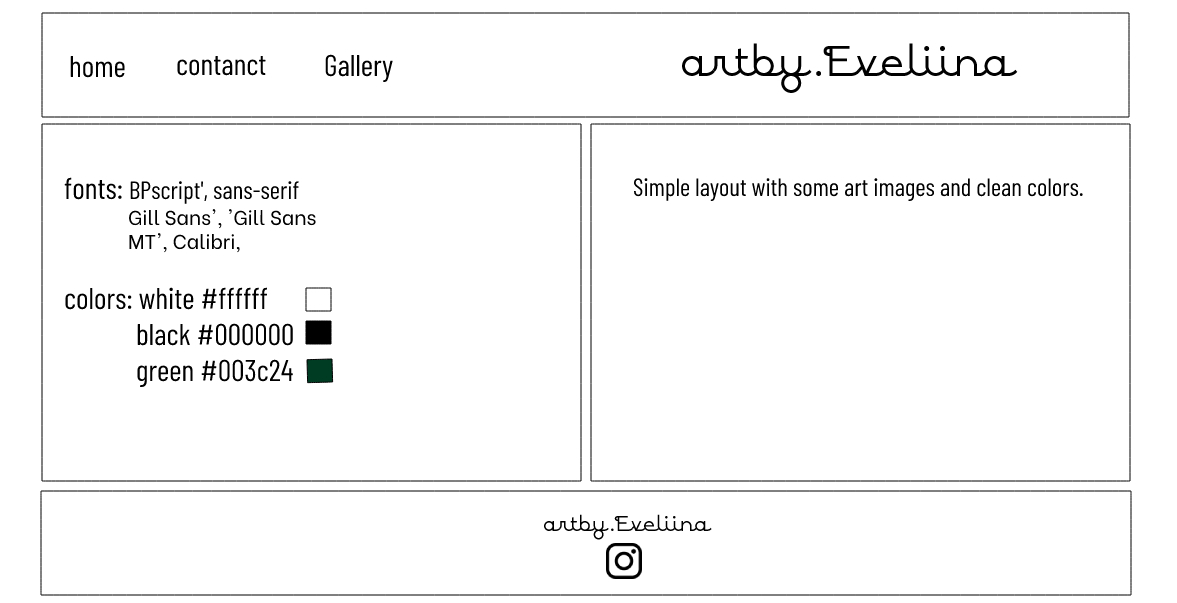 home contanct Gallery artby.Eveliina
fonts: BPscript', sans-serif
Gill Sans', 'Gill Sans
MT', Calibri,
colors: white #ffffff
black #000000
green #003c24
Simple layout with some art images and clean colors.
artby.Eveliina